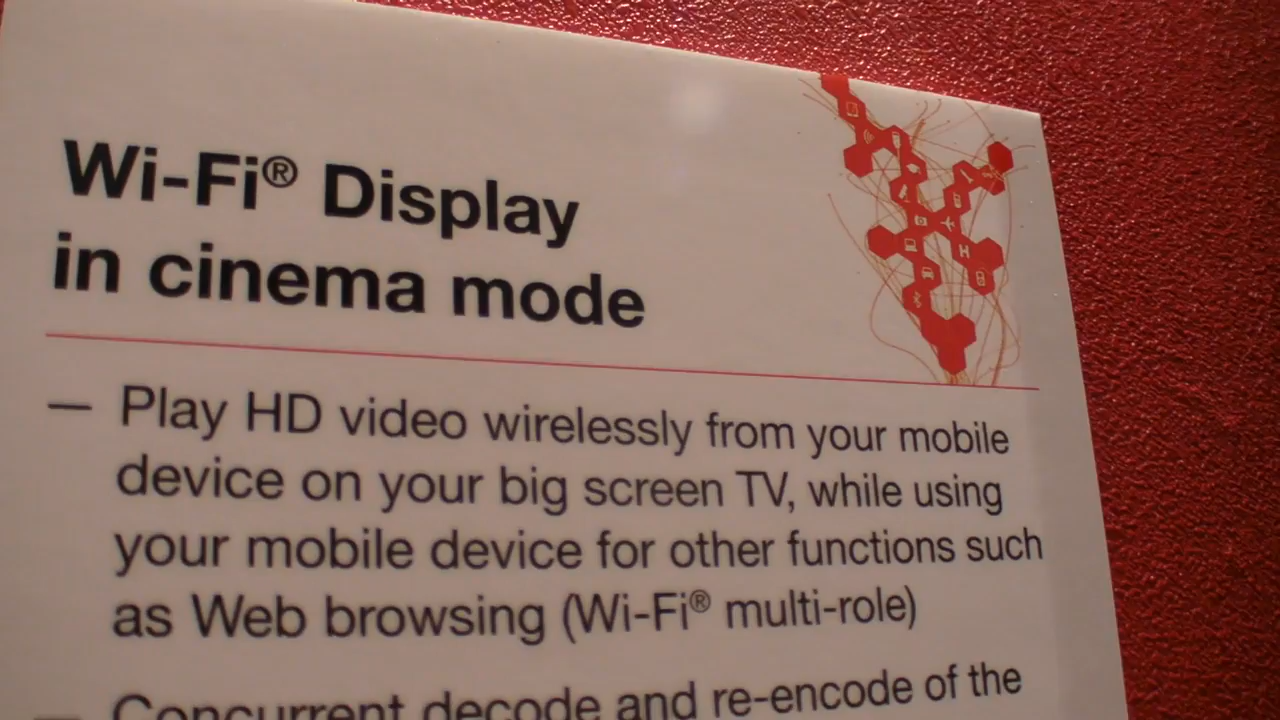 Wi-Fi® Display
in cinema mode
— Play HD video wirelessly from your mobile
device on your big screen TV, while using
your mobile device for other functions such
as Web browsing (Wi-Fi® multi-role)
— Concurrent decode and re-encode of the